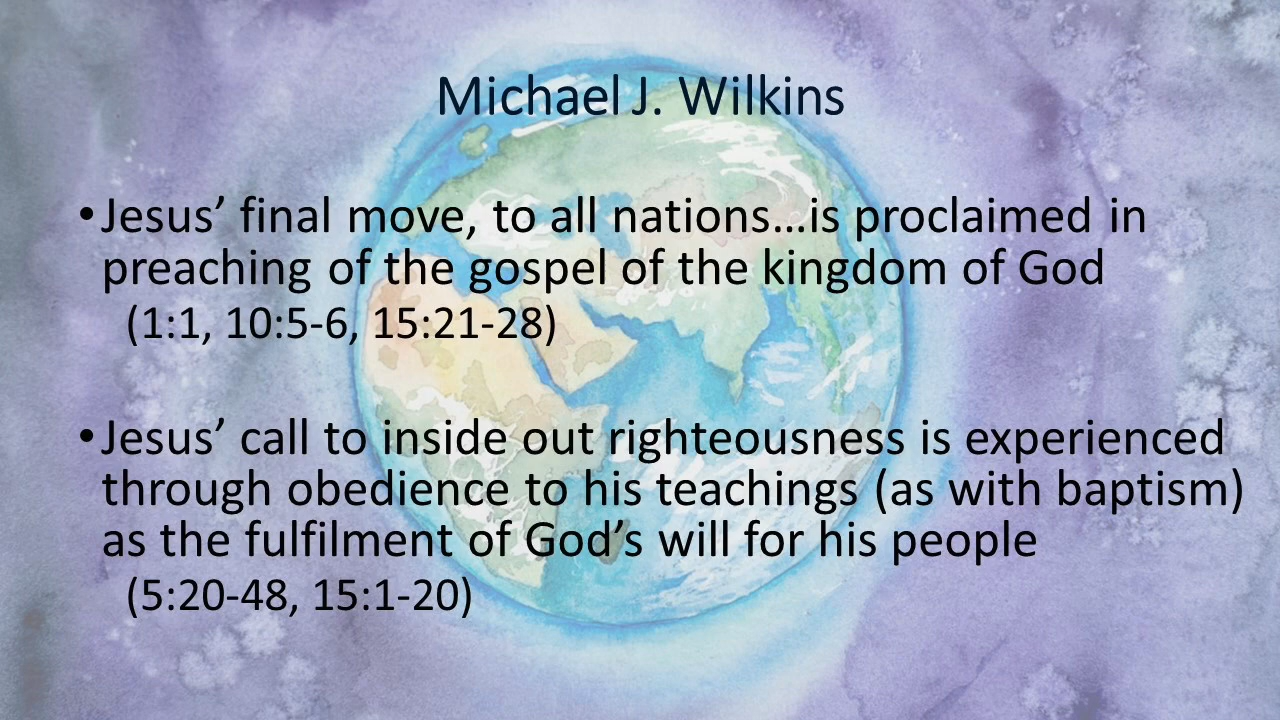 Michael J. Wilkins
•Jesus’ final move, to all nations…is proclaimed in
preaching of the gospel of the kingdom of God
(1:1, 10:5-6, 15:21-28)
•Jesus’ call to inside out righteousness is experienced
through obedience to his teachings (as with baptism)
as the fulfilment of God’s will for his people
(5:20-48, 15:1-20)